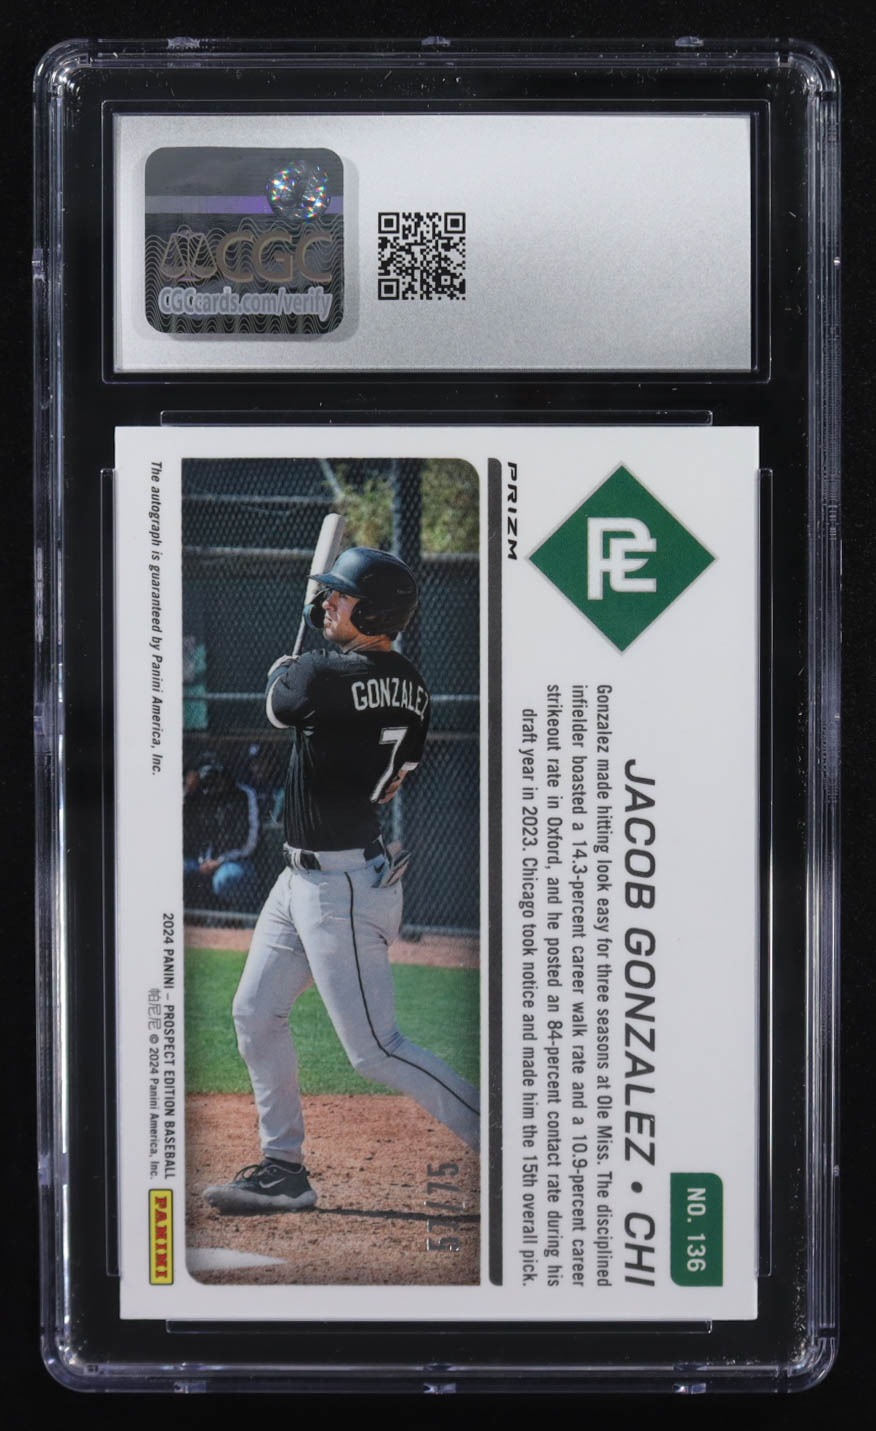 CGC
CGCcards.com/verify
PRIZM
NO. 136
JACOB GONZALEZ • CHI
Gonzalez made hitting look easy for three seasons at Ole Miss. The disciplined
infielder boasted a 14.3-percent career walk rate and a 10.9-percent career
strikeout rate in Oxford, and he posted an 84-percent contact rate during his
draft year in 2023. Chicago took notice and made him the 15th overall pick.
GONZALEZ
7
The autograph is guaranteed by Panini America, Inc.
2024 PANINI – PROSPECT EDITION BASEBALL
帕尼尼 © 2024 Panini America, Inc.
PANINI